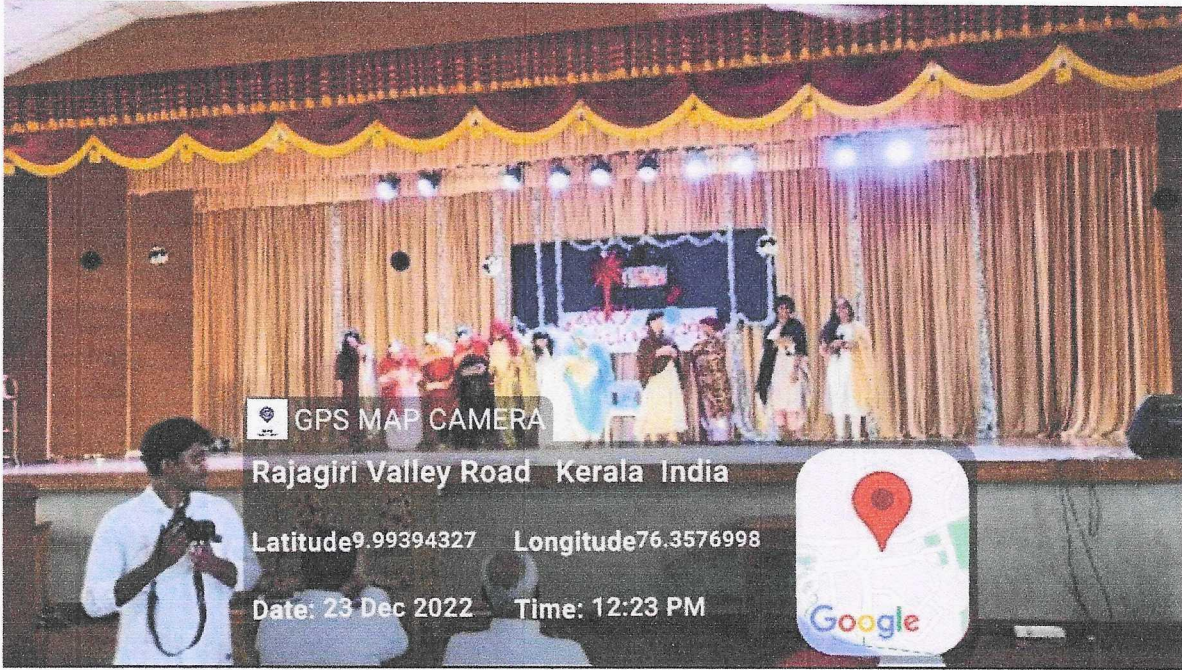 GPS MAP CAMERA
Rajagiri Valley Road Kerala India
Latitude9.99394327 Longitude76.3576998
Date: 23 Dec 2022 Time: 12:23 PM
Google